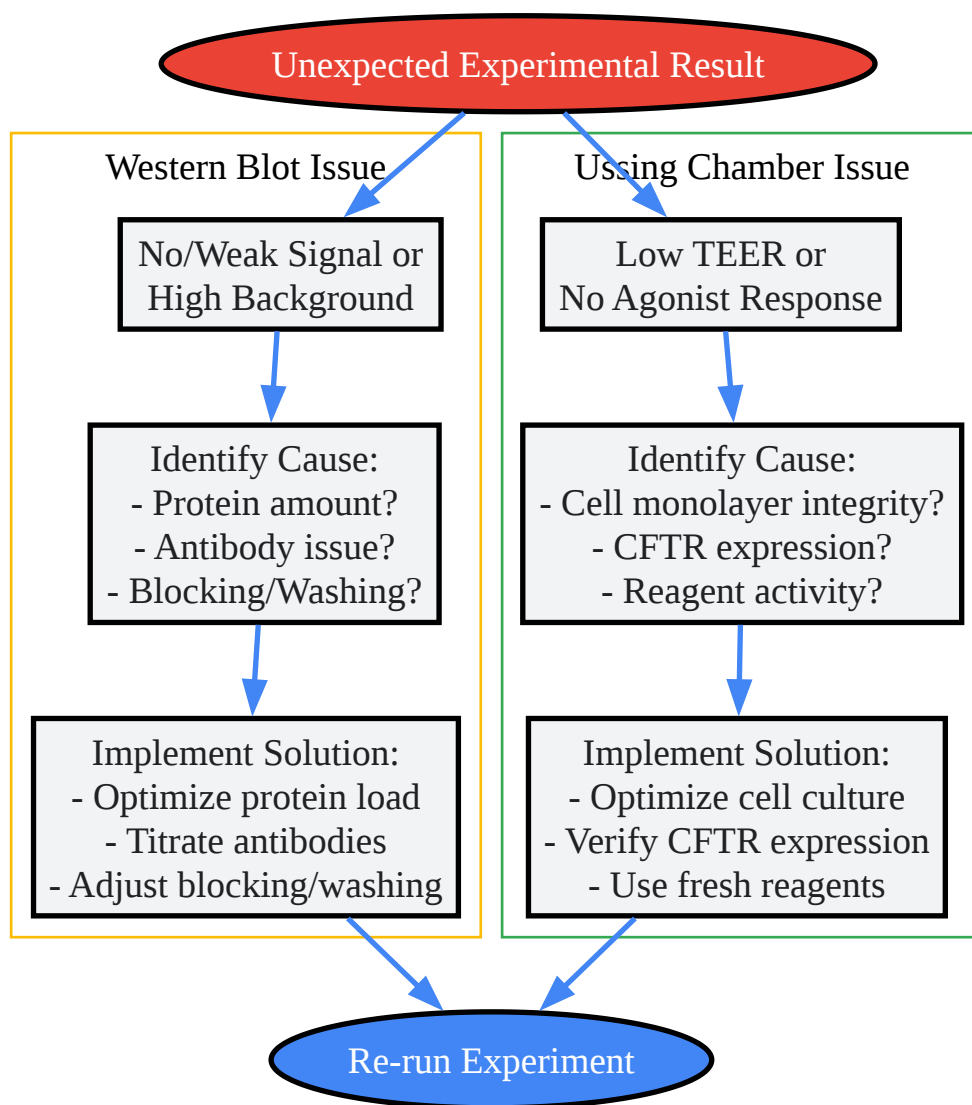 Unexpected Experimental Result
Western Blot Issue
No/Weak Signal or
High Background
Identify Cause:
- Protein amount?
- Antibody issue?
- Blocking/Washing?
Implement Solution:
- Optimize protein load
- Titrate antibodies
- Adjust blocking/washing
Ussing Chamber Issue
Low TEER or
No Agonist Response
Identify Cause:
- Cell monolayer integrity?
- CFTR expression?
- Reagent activity?
Implement Solution:
- Optimize cell culture
- Verify CFTR expression
- Use fresh reagents
Re-run Experiment